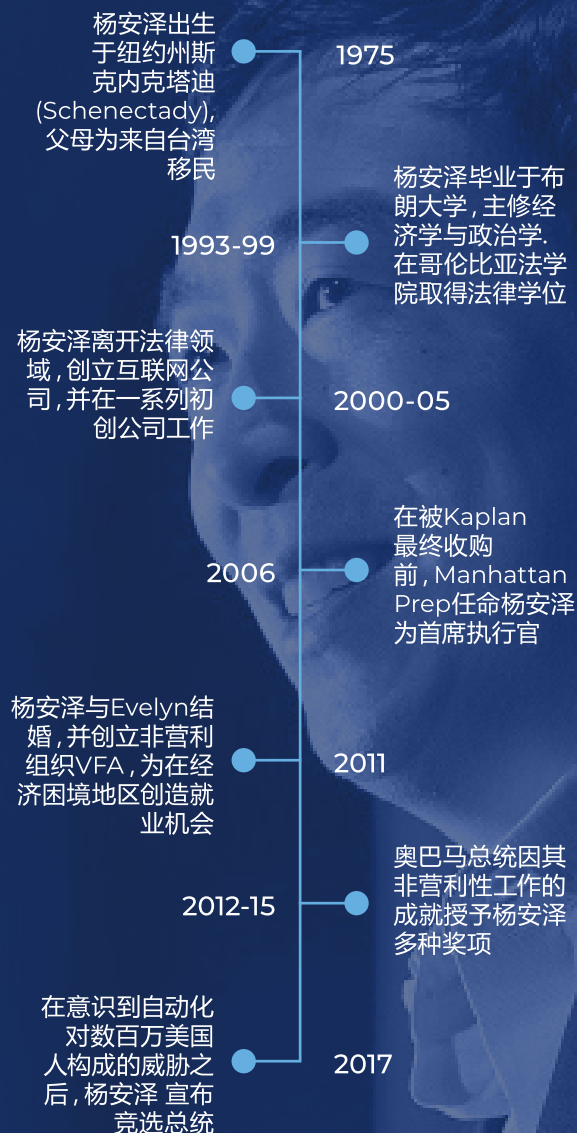 杨安泽出生
于纽约州斯
克内克塔迪
(Schenectady),
父母为来自台湾
移民
1975
1993-99
杨安泽毕业于布
朗大学,主修经
济学与政治学.
在哥伦比亚法学
院取得法律学位
杨安泽离开法律领
域,创立互联网公
司,并在一系列初
创公司工作
2000-05
2006
在被Kaplan
最终收购
前,Manhattan
Prep任命杨安泽
为首席执行官
杨安泽与Evelyn结
婚,并创立非营利
组织VFA,为在经
济困境地区创造就
业机会
2011
2012-15
奥巴马总统因其
非营利性工作的
成就授予杨安泽
多种奖项
在意识到自动化
对数百万美国
人构成的威胁之
后,杨安泽 宣布
竞选总统
2017